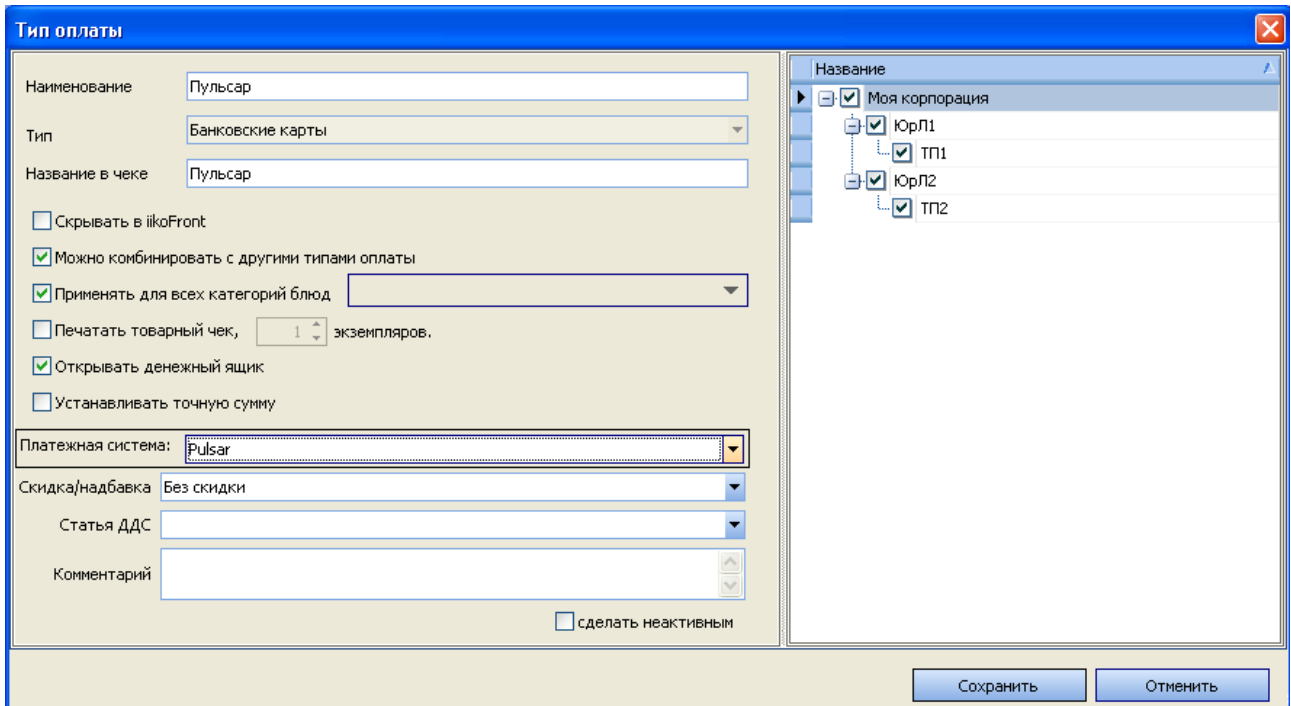 Тип оплаты
Наименование Пульсар
Тип Банковские карты
Название в чеке Пульсар
Скрывать в iikoFront
Можно комбинировать с другими типами оплаты
Применять для всех категорий блюд
Печатать товарный чек, 1 экземпляров.
Открывать денежный ящик
Устанавливать точную сумму
Платежная система: Pulsar
Скидка/надбавка Без скидки
Статья ДДС
Комментарий
сделать неактивным
Название
Моя корпорация
ЮрЛ1
ТП1
ЮрЛ2
ТП2
Сохранить Отменить